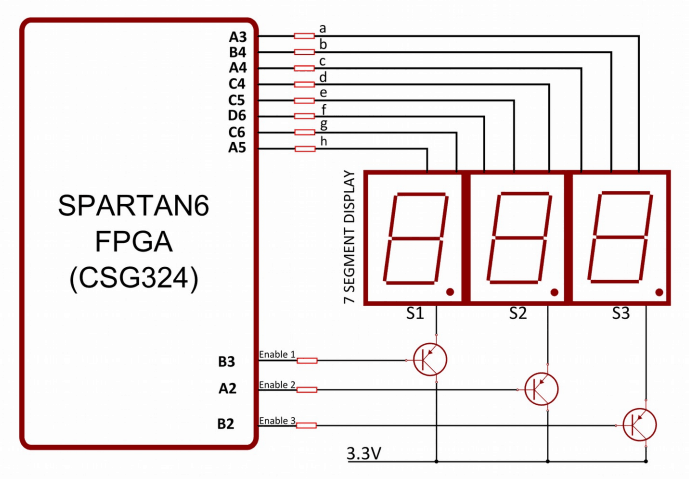 A3 a
B4 b
A4 c
C4 d
C5 e
D6 f
C6 g
A5 h
SPARTAN6
FPGA
(CSG324)
7 SEGMENT DISPLAY
S1 S2 S3
B3 Enable 1
A2 Enable 2
B2 Enable 3
3.3V